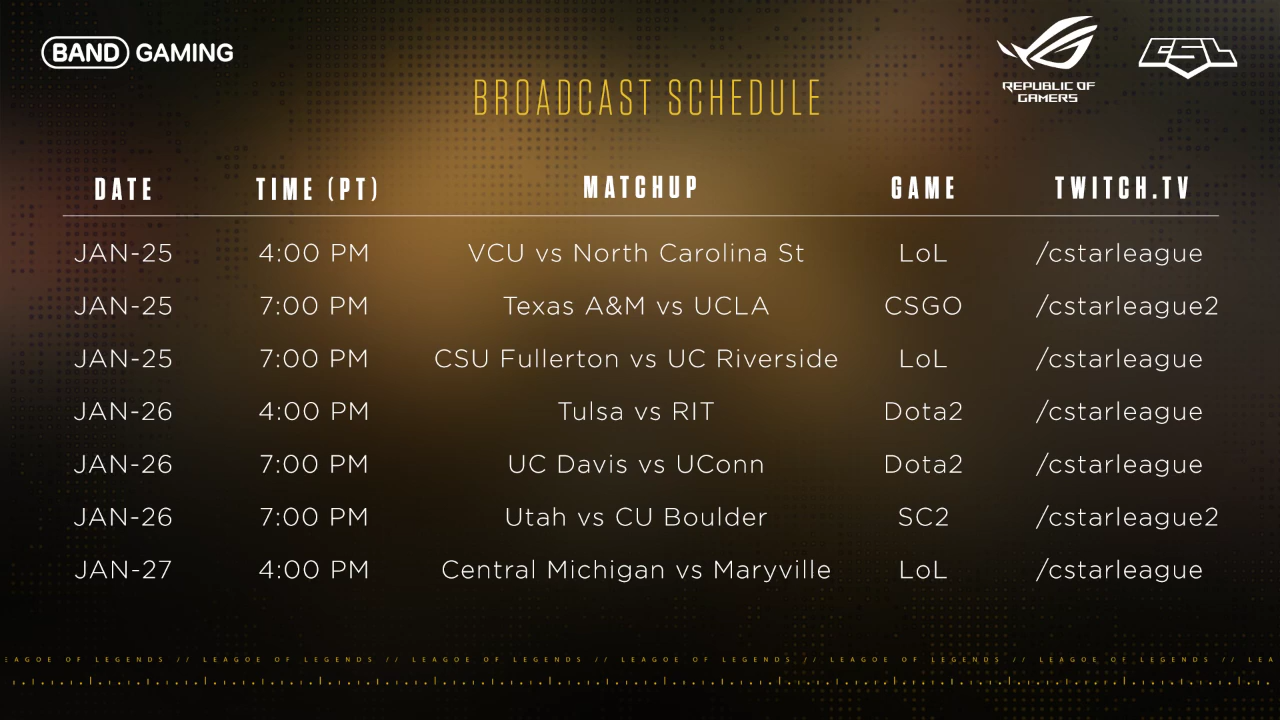 BAND GAMING
REPUBLIC OF
GAMERS
CSL
BROADCAST SCHEDULE
DATE TIME (PT) MATCHUP GAME TWITCH.TV
JAN-25 4:00 PM VCU vs North Carolina St LoL /cstarleague
JAN-25 7:00 PM Texas A&M vs UCLA CSGO /cstarleague2
JAN-25 7:00 PM CSU Fullerton vs UC Riverside LoL /cstarleague
JAN-26 4:00 PM Tulsa vs RIT Dota2 /cstarleague
JAN-26 7:00 PM UC Davis vs UConn Dota2 /cstarleague
JAN-26 7:00 PM Utah vs CU Boulder SC2 /cstarleague2
JAN-27 4:00 PM Central Michigan vs Maryville LoL /cstarleague
EAGOE OF LEGENDS // LEAGOE OF LEGENDS // LEAGOE OF LEGENDS // LEAGOE OF LEGENDS // LEAGOE OF LEGENDS // LEAGOE OF LEGENDS // LEA